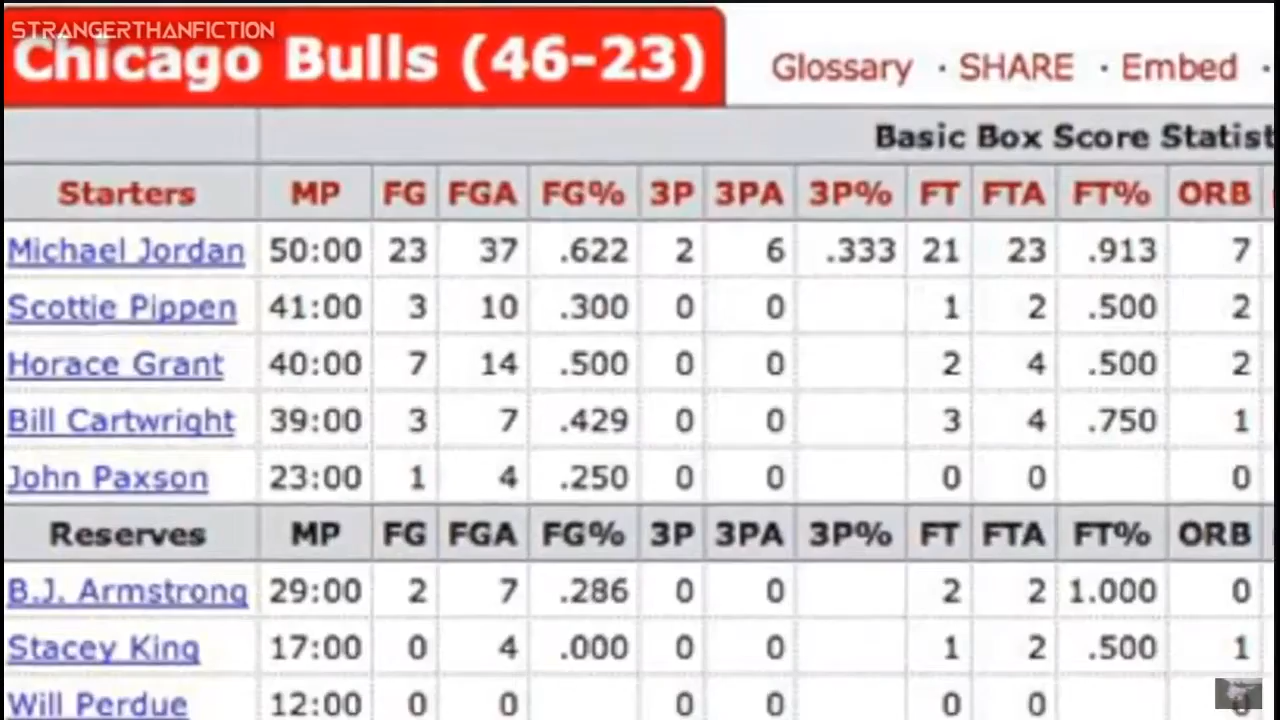 STRANGERTHANFICTION
Chicago Bulls (46-23) Glossary · SHARE · Embed ·
Basic Box Score Statist
Starters MP FG FGA FG% 3P 3PA 3P% FT FTA FT% ORB
Michael Jordan 50:00 23 37 .622 2 6 .333 21 23 .913 7
Scottie Pippen 41:00 3 10 .300 0 0 1 2 .500 2
Horace Grant 40:00 7 14 .500 0 0 2 4 .500 2
Bill Cartwright 39:00 3 7 .429 0 0 3 4 .750 1
John Paxson 23:00 1 4 .250 0 0 0 0 0
Reserves MP FG FGA FG% 3P 3PA 3P% FT FTA FT% ORB
B.J. Armstrong 29:00 2 7 .286 0 0 2 2 1.000 0
Stacey King 17:00 0 4 .000 0 0 1 2 .500 1
Will Perdue 12:00 0 0 0 0 0 0